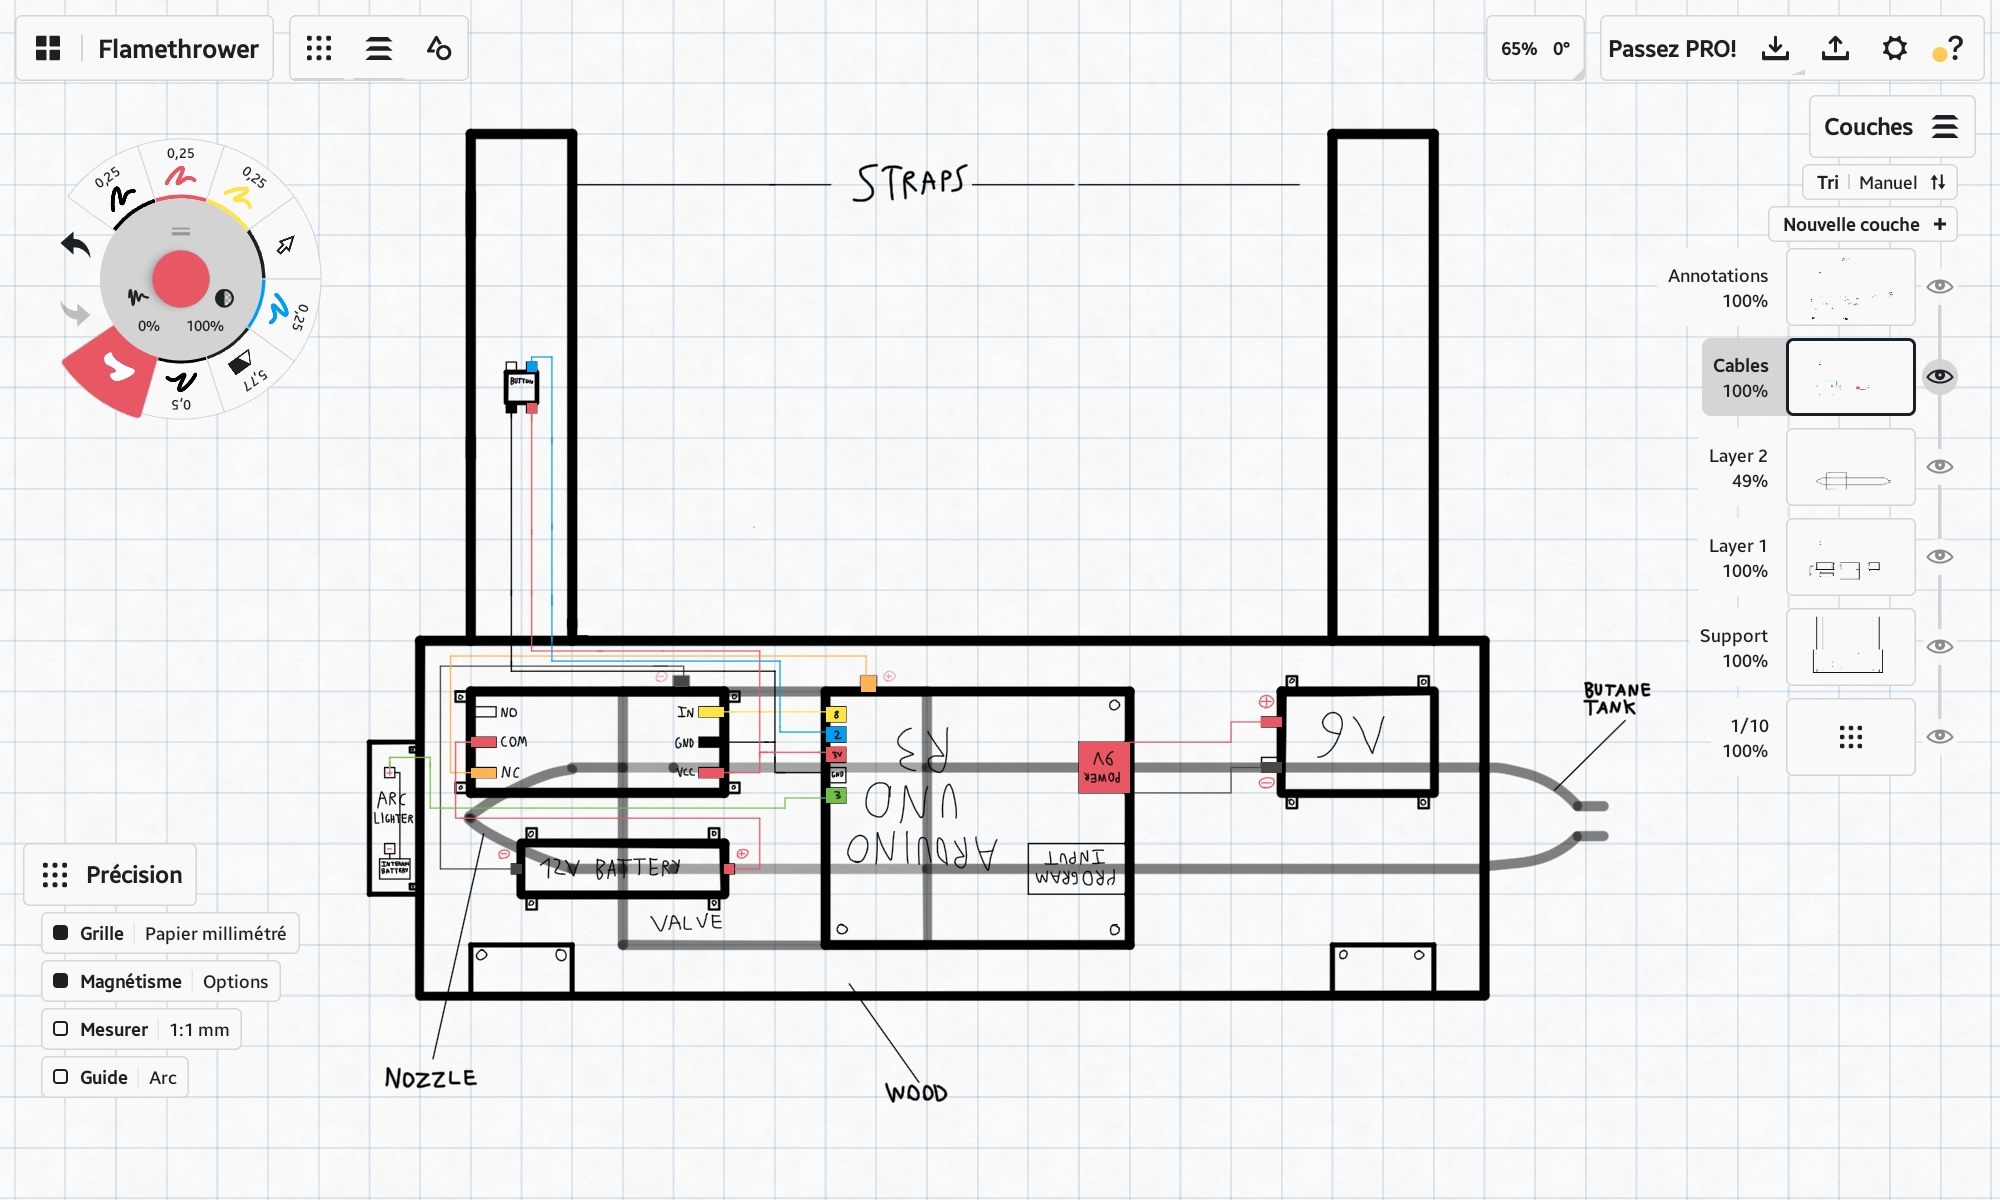 Flamethrower
65% 0°
Passez PRO!
?
Couches
Tri Manuel
Nouvelle couche +
Annotations
100%
Cables
100%
Layer 2
49%
Layer 1
100%
Support
100%
1/10
100%
0,25
0,25
0,25
0,25
5,77
0,5
0% 100%
STRAPS
BUTTON
NO
COM
NC
IN
GND
VCC
8
2
3V
GND
3
R3
UNO
ARDUINO
9V
POWER
PROGRAM
INPUT
9V
BUTANE
TANK
ARC
LIGHTER
INTERNAL
BATTERY
12V BATTERY
VALVE
NOZZLE
WOOD
Précision
Grille Papier millimétré
Magnétisme Options
Mesurer 1:1 mm
Guide Arc